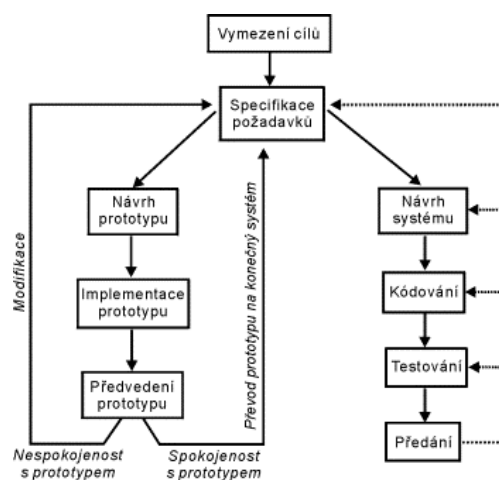 Vymezení cílů
Specifikace
požadavků
Návrh
prototypu
Implementace
prototypu
Předvedení
prototypu
Modifikace
Nespokojenost
s prototypem
Spokojenost
s prototypem
Převod prototypu na konečný systém
Návrh
systému
Kódování
Testování
Předání